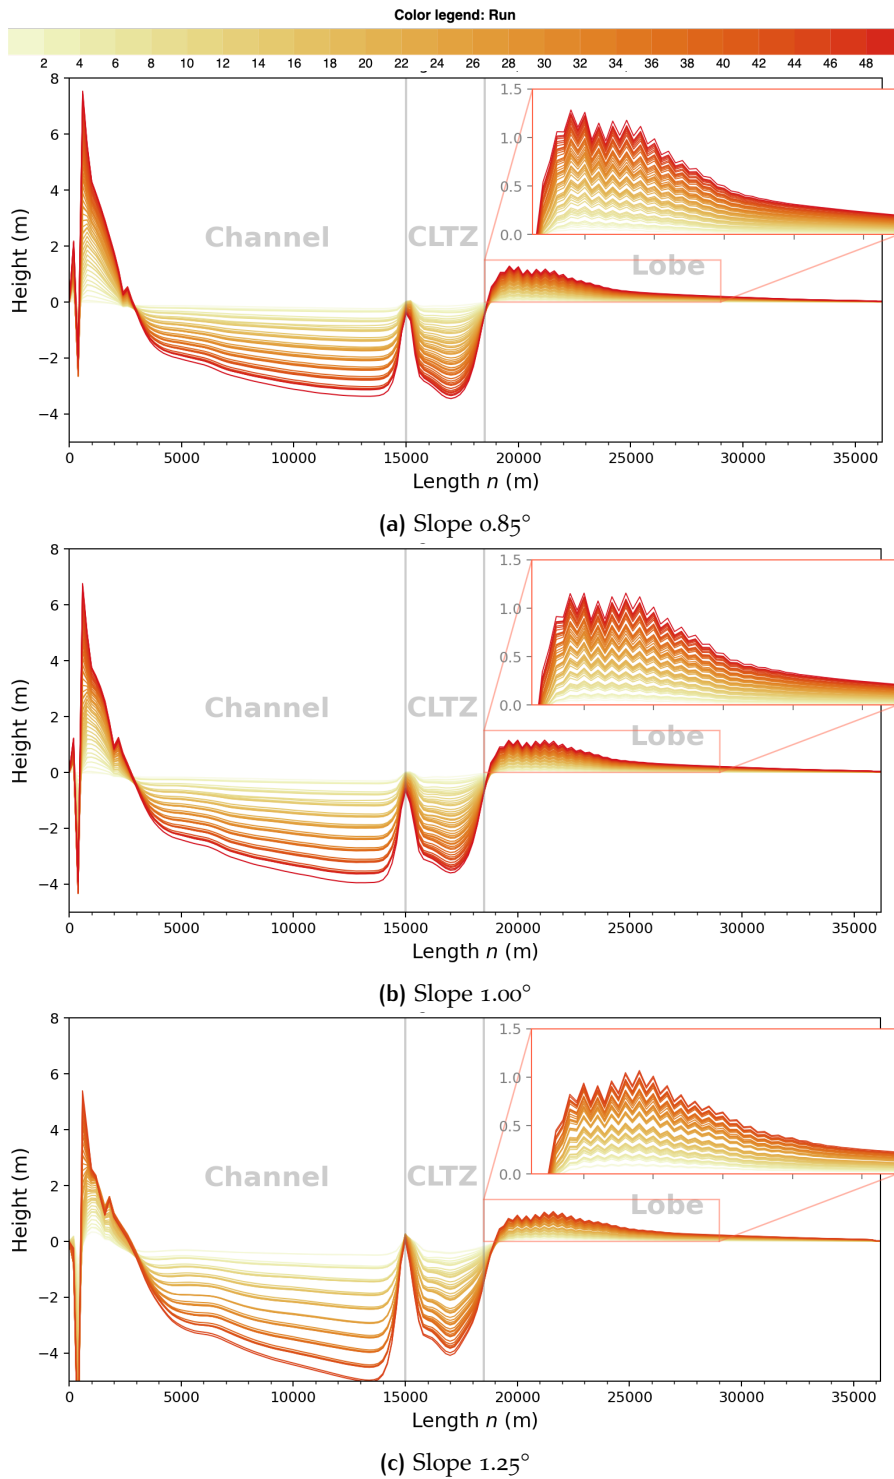 Color legend: Run
2 4 6 8 10 12 14 16 18 20 22 24 26 28 30 32 34 36 38 40 42 44 46 48
8
1.5
6
1.0
4
0.5
Channel CLTZ
2
0.0
Lobe
Height (m)
0
−2
−4
0 5000 10000 15000 20000 25000 30000 35000
Length n (m)
(a) Slope 0.85°
8
1.5
6
1.0
4
0.5
Channel CLTZ
2
0.0
Lobe
Height (m)
0
−2
−4
0 5000 10000 15000 20000 25000 30000 35000
Length n (m)
(b) Slope 1.00°
8
1.5
6
1.0
4
0.5
Channel CLTZ
2
0.0
Lobe
Height (m)
0
−2
−4
0 5000 10000 15000 20000 25000 30000 35000
Length n (m)
(c) Slope 1.25°